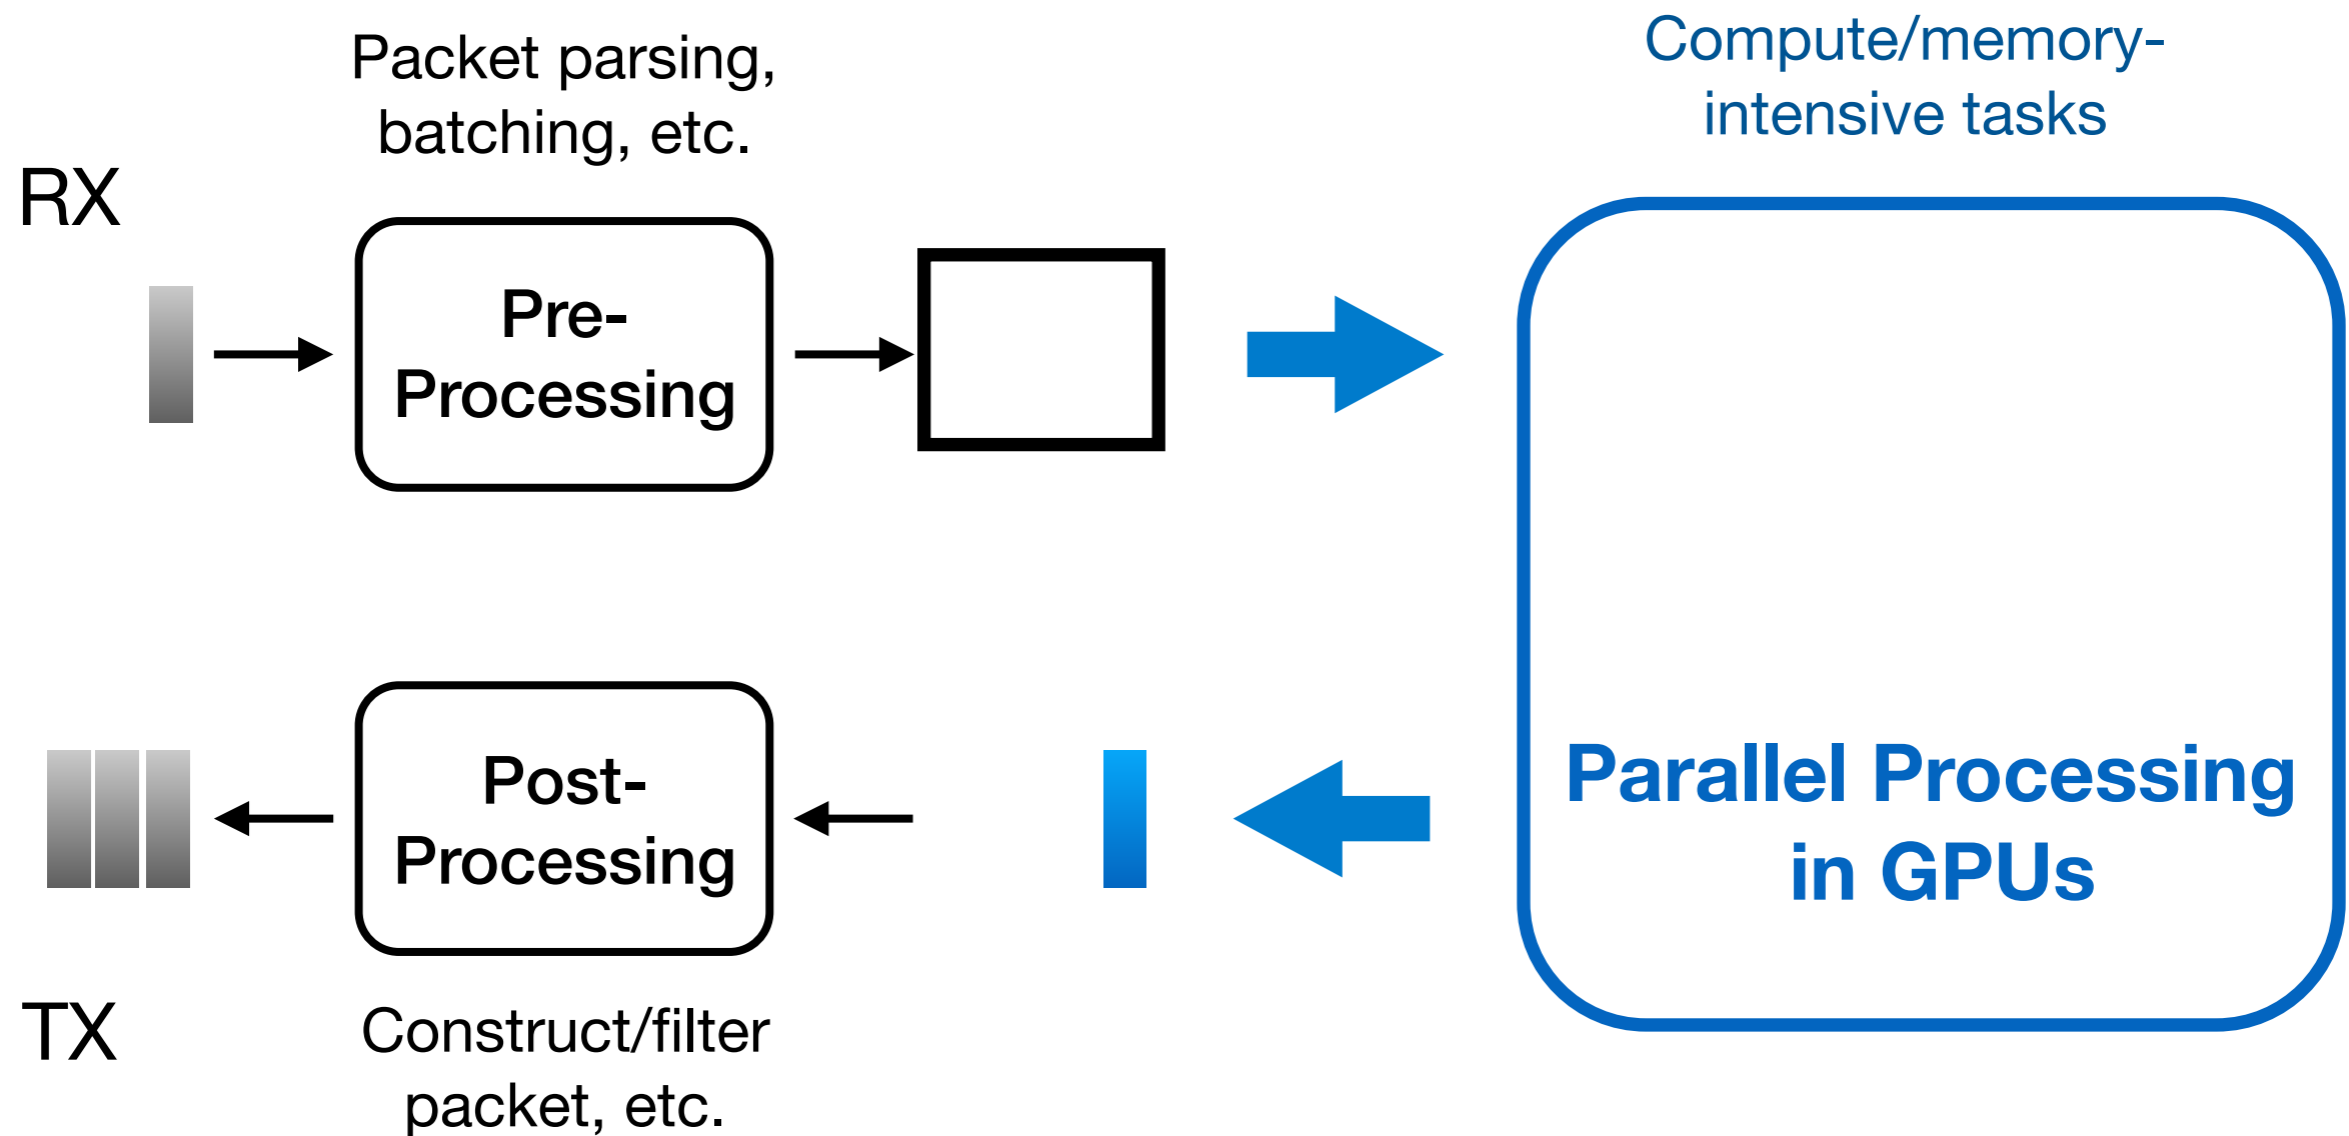 Packet parsing,
batching, etc.
Compute/memory-
intensive tasks
RX
Pre-
Processing
Post-
Processing
Parallel Processing
in GPUs
TX
Construct/filter
packet, etc.